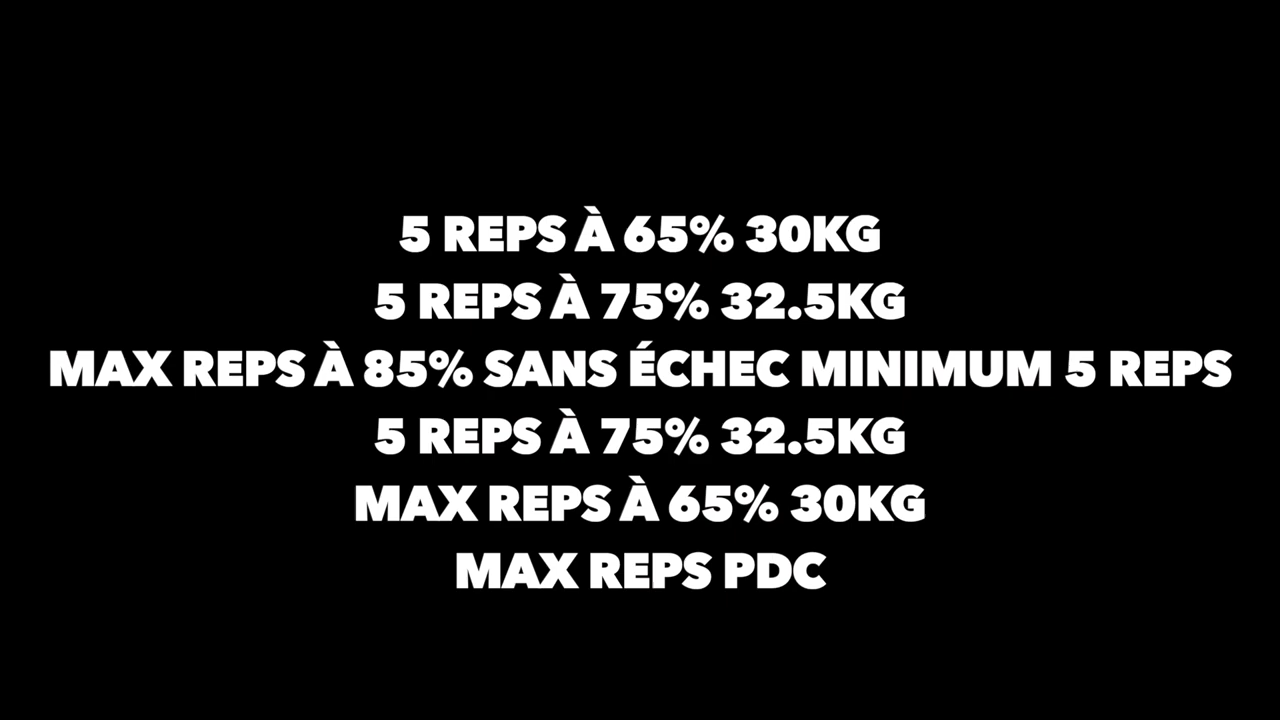 5 REPS À 65% 30KG
5 REPS À 75% 32.5KG
MAX REPS À 85% SANS ÉCHEC MINIMUM 5 REPS
5 REPS À 75% 32.5KG
MAX REPS À 65% 30KG
MAX REPS PDC